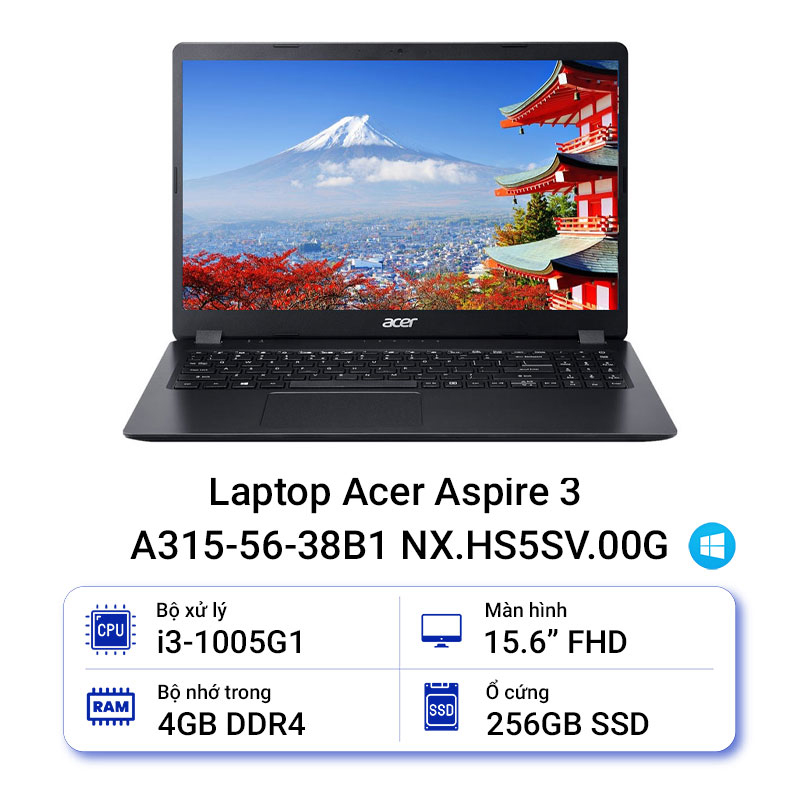 acer
Laptop Acer Aspire 3
A315-56-38B1 NX.HS5SV.00G
CPU
Bộ xử lý
i3-1005G1
Màn hình
15.6” FHD
RAM
Bộ nhớ trong
4GB DDR4
SSD
Ổ cứng
256GB SSD